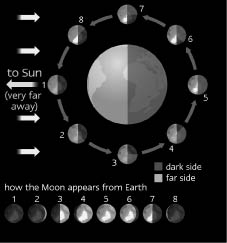 7
8
6
to Sun
(very far
away)
1
5
2
4
3
dark side
far side
how the Moon appears from Earth
1 2 3 4 5 6 7 8